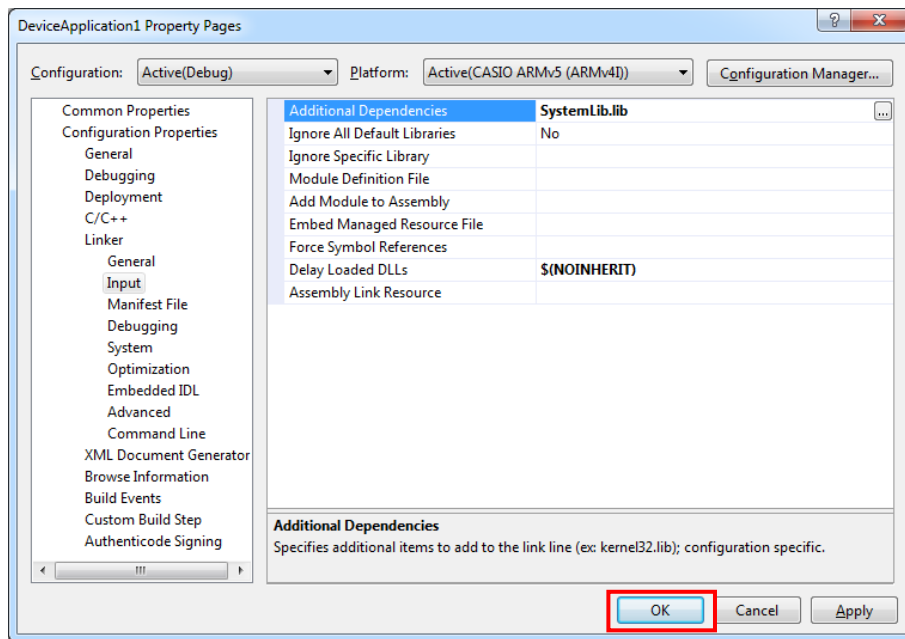 DeviceApplication1 Property Pages
Configuration: Active(Debug) Platform: Active(CASIO ARMv5 (ARMv4I)) Configuration Manager...
Common Properties
Configuration Properties
General
Debugging
Deployment
C/C++
Linker
General
Input
Manifest File
Debugging
System
Optimization
Embedded IDL
Advanced
Command Line
XML Document Generator
Browse Information
Build Events
Custom Build Step
Authenticode Signing
Additional Dependencies SystemLib.lib ...
Ignore All Default Libraries No
Ignore Specific Library
Module Definition File
Add Module to Assembly
Embed Managed Resource File
Force Symbol References
Delay Loaded DLLs $(NOINHERIT)
Assembly Link Resource
Additional Dependencies
Specifies additional items to add to the link line (ex: kernel32.lib); configuration specific.
OK Cancel Apply